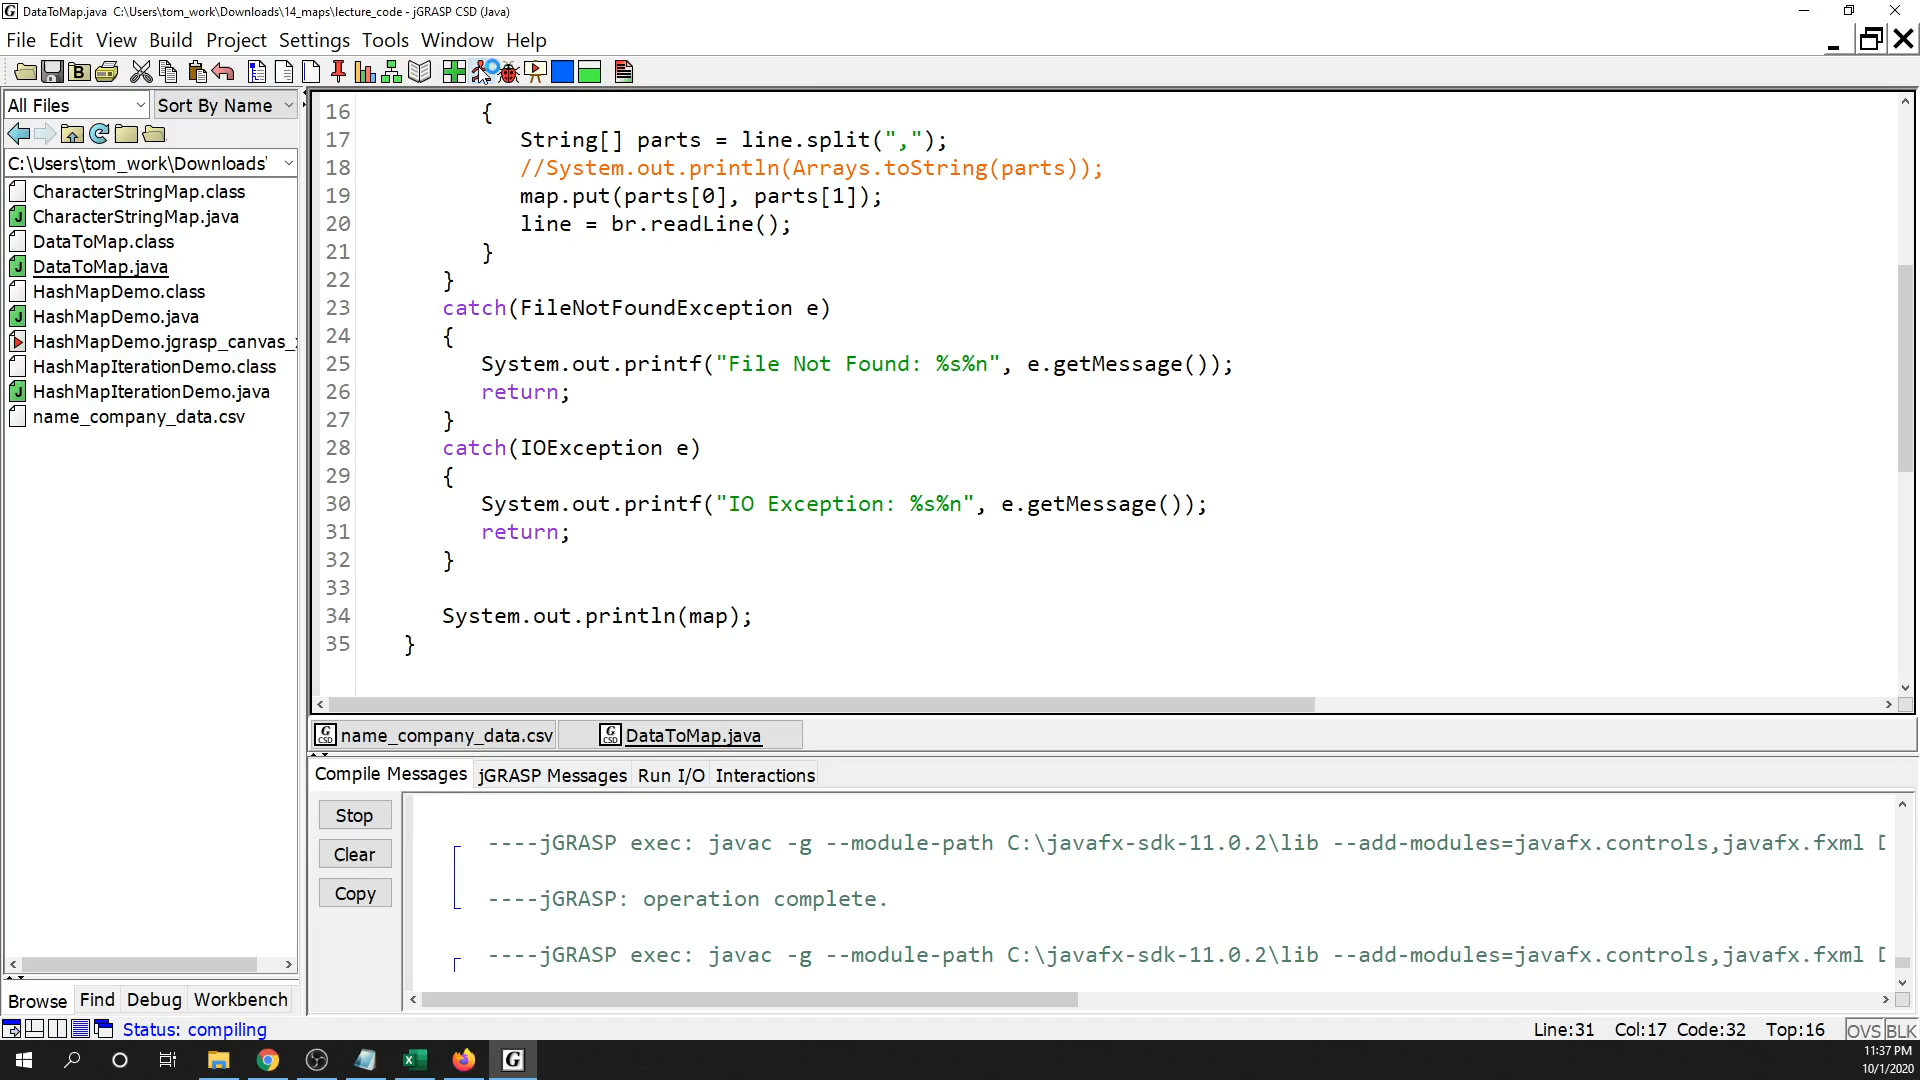 DataToMap.java C:\Users\tom_work\Downloads\14_maps\lecture_code - jGRASP CSD (Java)
File Edit View Build Project Settings Tools Window Help
All Files Sort By Name
C:\Users\tom_work\Downloads'
CharacterStringMap.class
CharacterStringMap.java
DataToMap.class
DataToMap.java
HashMapDemo.class
HashMapDemo.java
HashMapDemo.jgrasp_canvas_
HashMapIterationDemo.class
HashMapIterationDemo.java
name_company_data.csv
Browse Find Debug Workbench
16 {
17 String[] parts = line.split(",");
18 //System.out.println(Arrays.toString(parts));
19 map.put(parts[0], parts[1]);
20 line = br.readLine();
21 }
22 }
23 catch(FileNotFoundException e)
24 {
25 System.out.printf("File Not Found: %s%n", e.getMessage());
26 return;
27 }
28 catch(IOException e)
29 {
30 System.out.printf("IO Exception: %s%n", e.getMessage());
31 return;
32 }
33
34 System.out.println(map);
35 }
name_company_data.csv DataToMap.java
Compile Messages jGRASP Messages Run I/O Interactions
Stop
Clear
Copy
----jGRASP exec: javac -g --module-path C:\javafx-sdk-11.0.2\lib --add-modules=javafx.controls,javafx.fxml D
----jGRASP: operation complete.
----jGRASP exec: javac -g --module-path C:\javafx-sdk-11.0.2\lib --add-modules=javafx.controls,javafx.fxml D
Status: compiling
Line:31 Col:17 Code:32 Top:16 OVS BLK
11:37 PM
10/1/2020